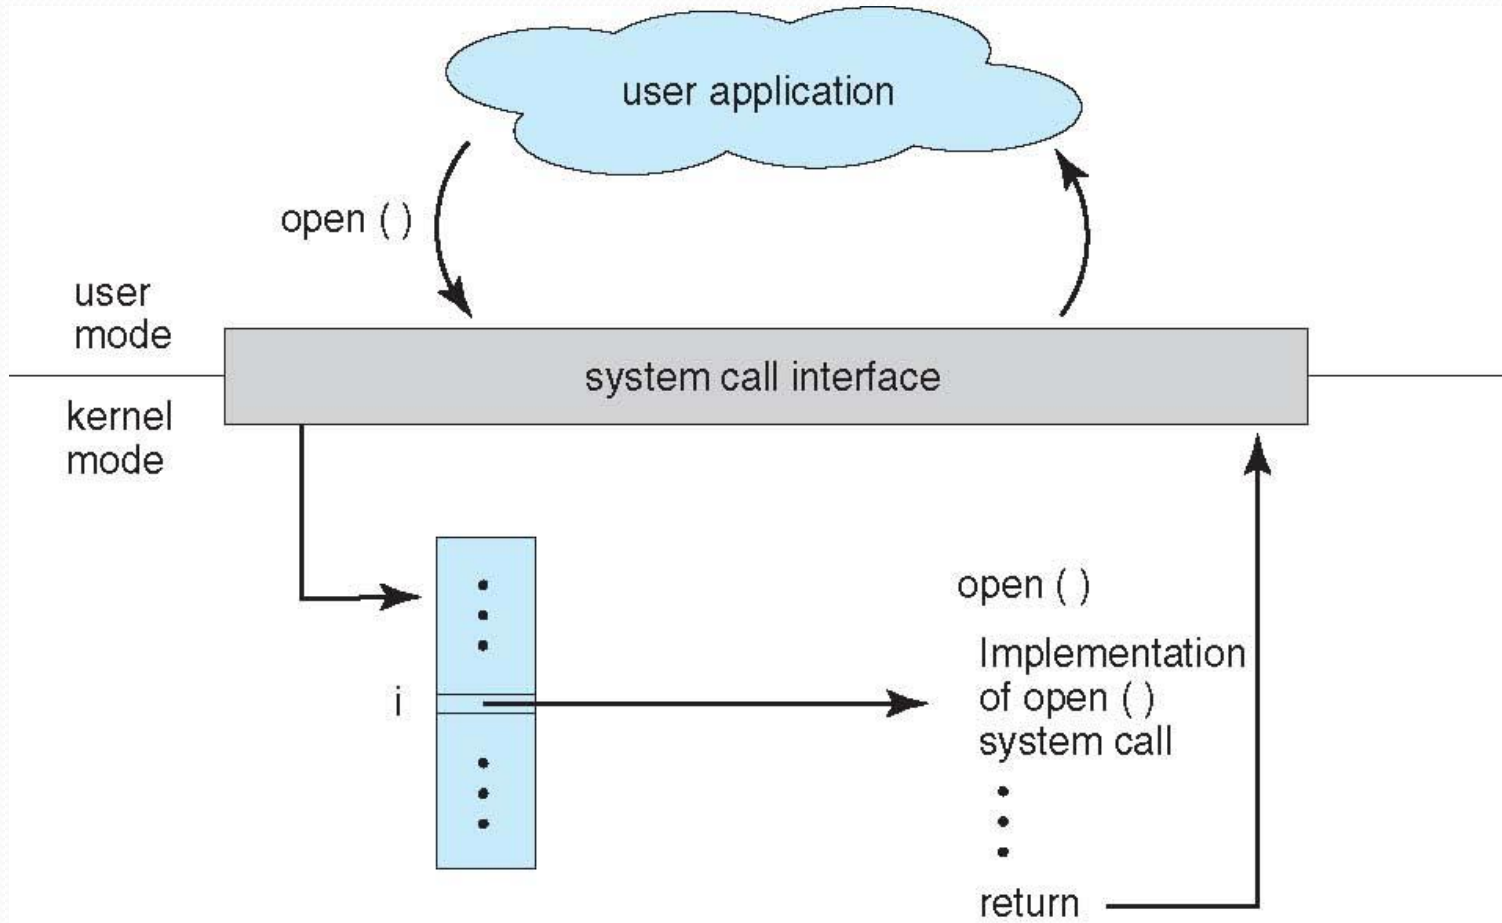 user application
open ( )
user
mode
system call interface
kernel
mode
open ( )
Implementation
of open ( )
system call
i
return